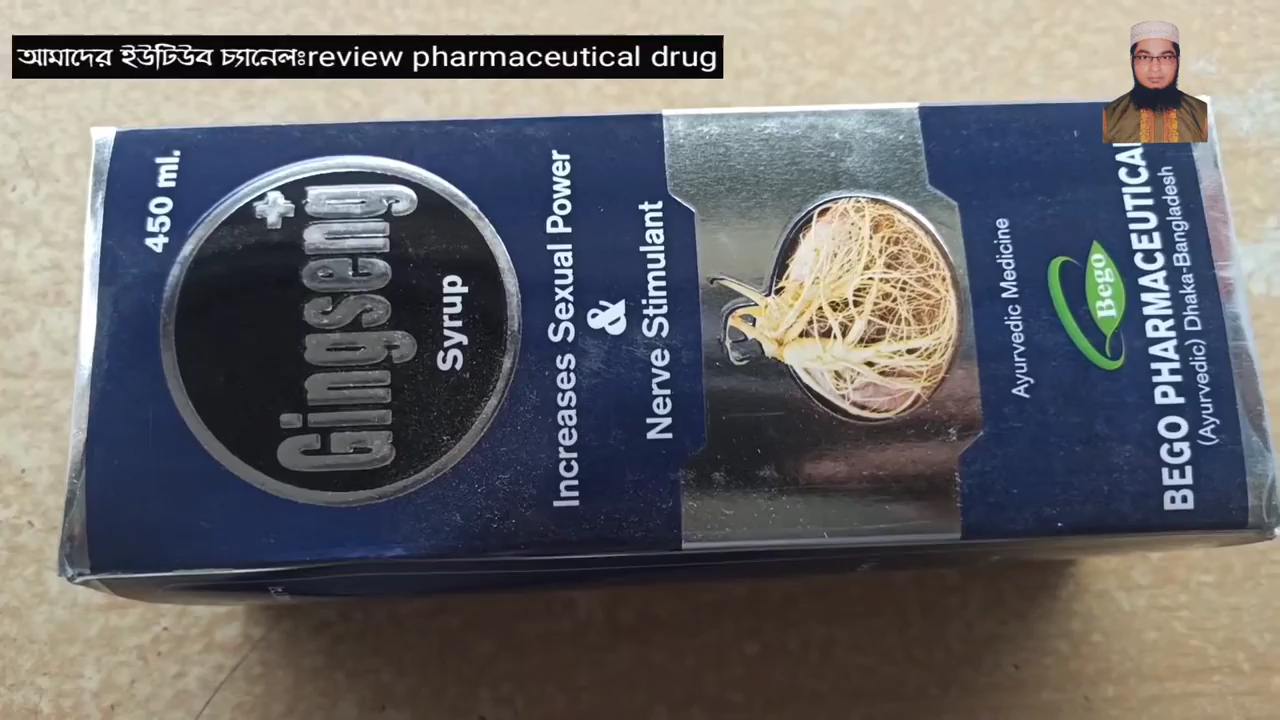 আমাদের ইউটিউব চ্যানেলঃreview pharmaceutical drug
450 ml.
Gingseng+
Syrup
Increases Sexual Power
&
Nerve Stimulant
Ayurvedic Medicine
Bego
BEGO PHARMACEUTICAL
(Ayurvedic) Dhaka-Bangladesh